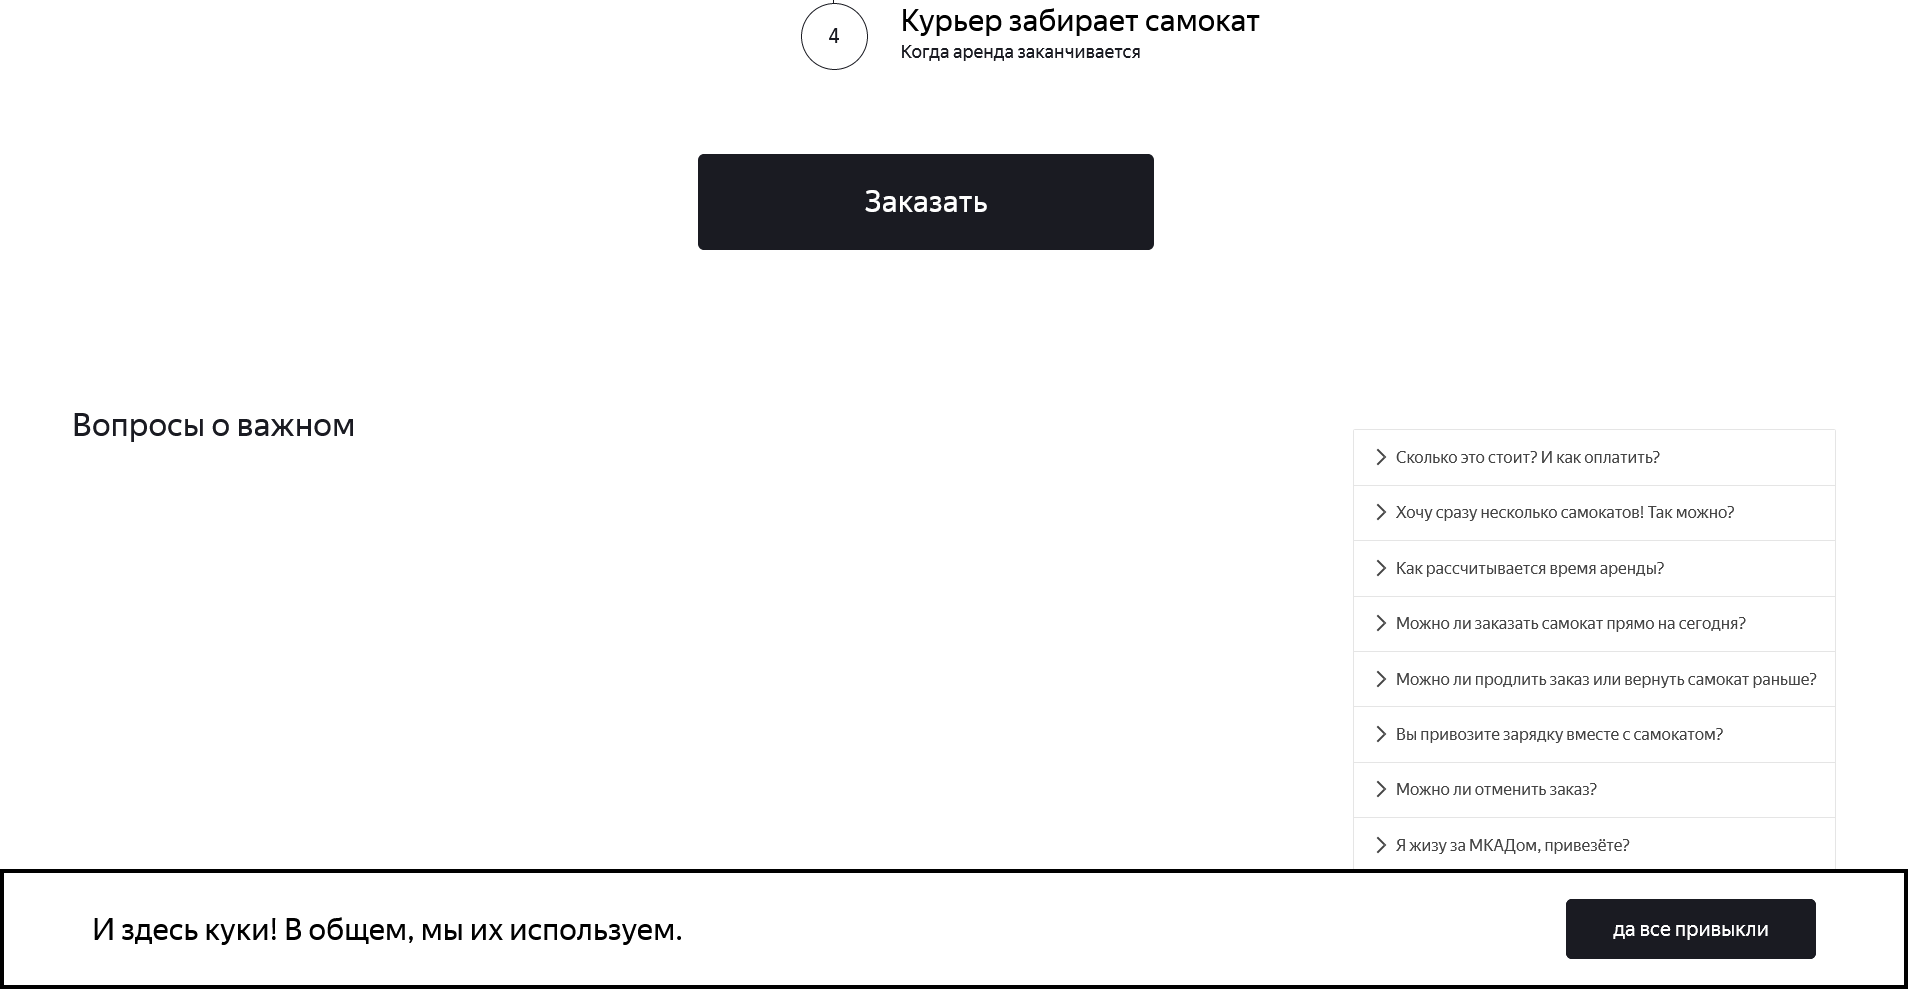 4
Курьер забирает самокат
Когда аренда заканчивается
Заказать
Вопросы о важном
Сколько это стоит? И как оплатить?
Хочу сразу несколько самокатов! Так можно?
Как рассчитывается время аренды?
Можно ли заказать самокат прямо на сегодня?
Можно ли продлить заказ или вернуть самокат раньше?
Вы привозите зарядку вместе с самокатом?
Можно ли отменить заказ?
Я жизу за МКАДом, привезёте?
И здесь куки! В общем, мы их используем.
да все привыкли